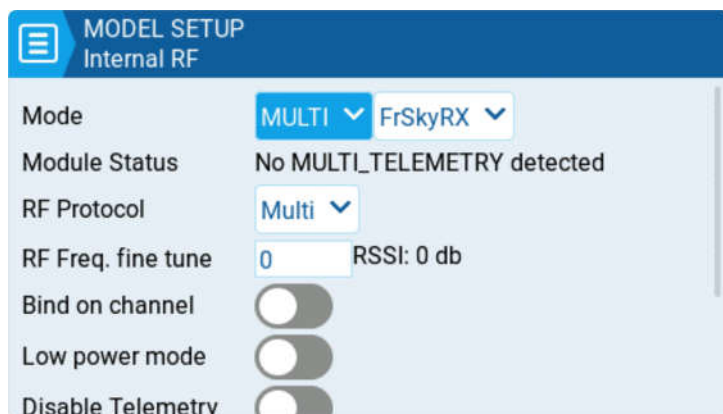 MODEL SETUP
Internal RF
Mode MULTI FrSkyRX
Module Status No MULTI_TELEMETRY detected
RF Protocol Multi
RF Freq. fine tune 0 RSSI: 0 db
Bind on channel
Low power mode
Disable Telemetry